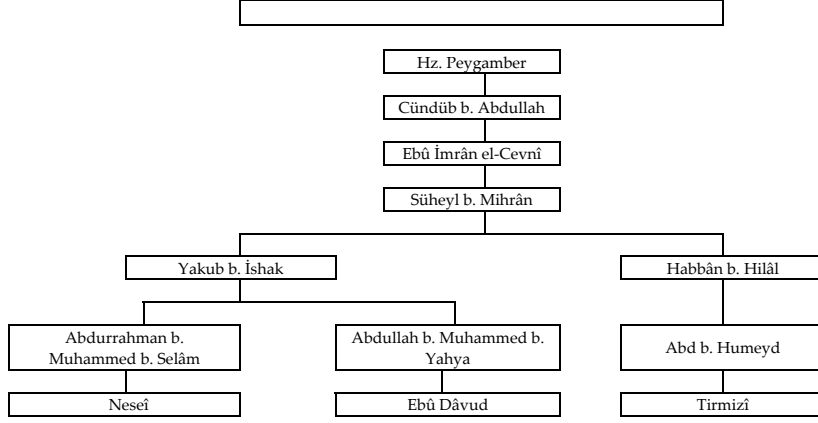 Hz. Peygamber
Cündüb b. Abdullah
Ebû İmrân el-Cevnî
Süheyl b. Mihrân
Yakub b. İshak
Habbân b. Hilâl
Abdurrahman b.
Muhammed b. Selâm
Abdullah b. Muhammed b.
Yahya
Abd b. Humeyd
Neseî
Ebû Dâvud
Tirmizî